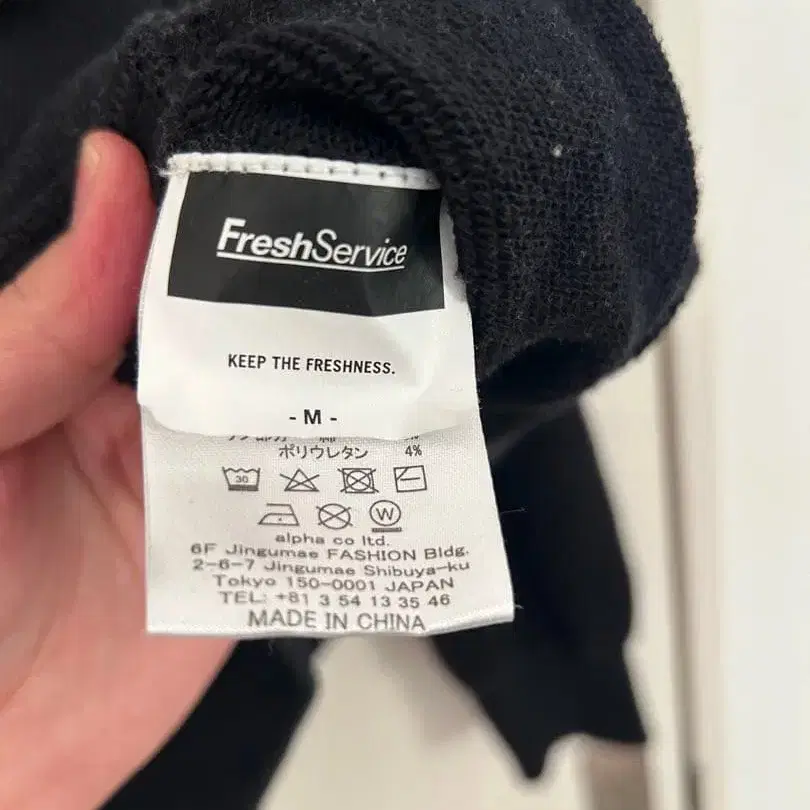 FreshService
KEEP THE FRESHNESS.
- M -
ポリウレタン 4%
30
W
alpha co ltd.
6F Jingumae FASHION Bldg.
2-6-7 Jingumae Shibuya-ku
Tokyo 150-0001 JAPAN
TEL: +81 3 54 13 35 46
MADE IN CHINA